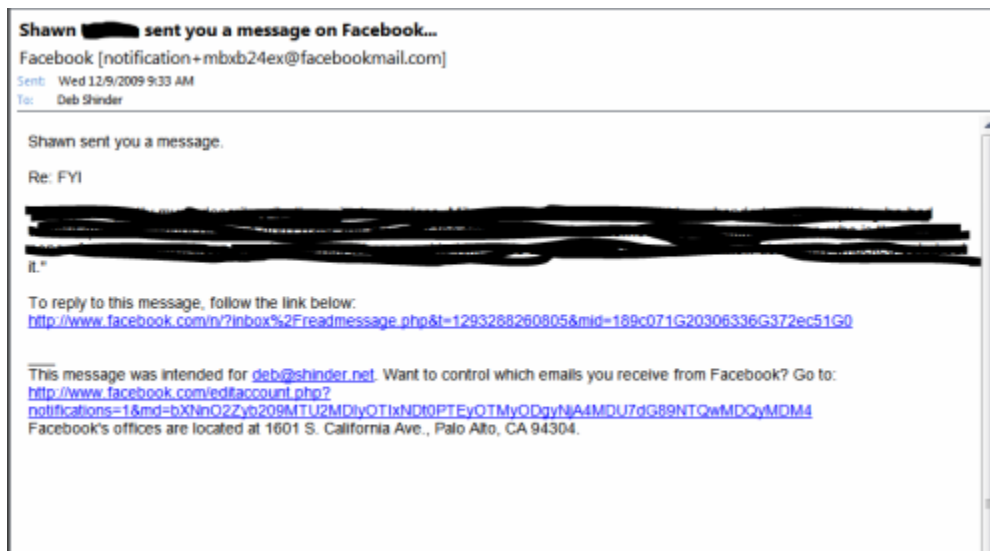 Shawn sent you a message on Facebook...
Facebook [notification+mbxb24ex@facebookmail.com]
Sent: Wed 12/9/2009 9:33 AM
To: Deb Shinder
Shawn sent you a message.
Re: FYI
it."
To reply to this message, follow the link below:
http://www.facebook.com/n/?inbox%2Freadmessage.php&t=1293288260805&mid=189c071G20306336G372ec51G0
This message was intended for deb@shinder.net. Want to control which emails you receive from Facebook? Go to:
http://www.facebook.com/editaccount.php?
notifications=1&md=bXNnO2Zyb209MTU2MDIyOTIxNDt0PTEyOTMyODgyNjA4MDU7dG89NTQwMDQyMDM4
Facebook's offices are located at 1601 S. California Ave., Palo Alto, CA 94304.